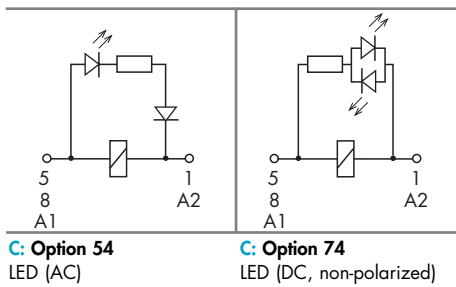 5 1
8 A2
A1
C: Option 54
LED (AC)
5 1
8 A2
A1
C: Option 74
LED (DC, non-polarized)